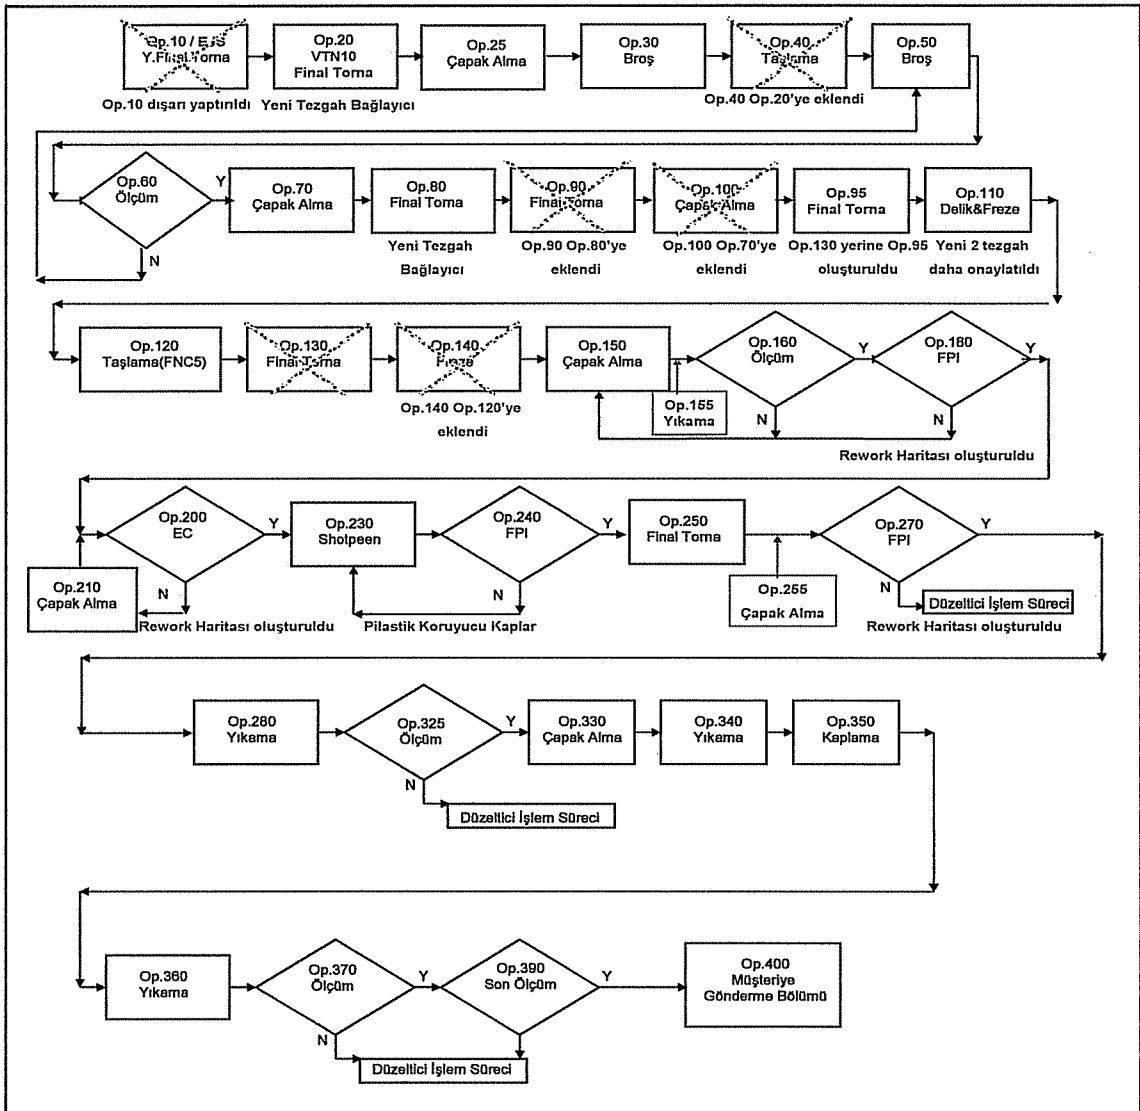 Op.10 / EJS
Y.Final Torna
Op.20
VTN10
Final Torna
Op.25
Çapak Alma
Op.30
Broş
Op.40
Taşlama
Op.50
Broş
Op.10 dışarı yaptırıldı
Yeni Tezgah Bağlayıcı
Op.40 Op.20'ye eklendi
Op.60
Ölçüm
Y
N
Op.70
Çapak Alma
Op.80
Final Torna
Op.90
Final Torna
Op.100
Çapak Alma
Op.95
Final Torna
Op.110
Delik&Freze
Yeni Tezgah
Bağlayıcı
Op.90 Op.80'ye
eklendi
Op.100 Op.70'ye
eklendi
Op.130 yerine Op.95
oluşturuldu
Yeni 2 tezgah
daha onaylatıldı
Op.120
Taşlama(FNC5)
Op.130
Final Torna
Op.140
Freze
Op.140 Op.120'ye
eklendi
Op.150
Çapak Alma
Op.155
Yıkama
Op.160
Ölçüm
Y
N
Op.180
FPI
Y
N
Rework Haritası oluşturuldu
Op.200
EC
Y
N
Op.210
Çapak Alma
Rework Haritası oluşturuldu
Op.230
Shotpeen
Op.240
FPI
Y
N
Pilastik Koruyucu Kaplar
Op.250
Final Torna
Op.255
Çapak Alma
Op.270
FPI
Y
N
Düzeltici İşlem Süreci
Rework Haritası oluşturuldu
Op.280
Yıkama
Op.325
Ölçüm
Y
N
Düzeltici İşlem Süreci
Op.330
Çapak Alma
Op.340
Yıkama
Op.350
Kaplama
Op.360
Yıkama
Op.370
Ölçüm
Y
N
Op.390
Son Ölçüm
Y
Düzeltici İşlem Süreci
Op.400
Müşteriye
Gönderme Bölümü